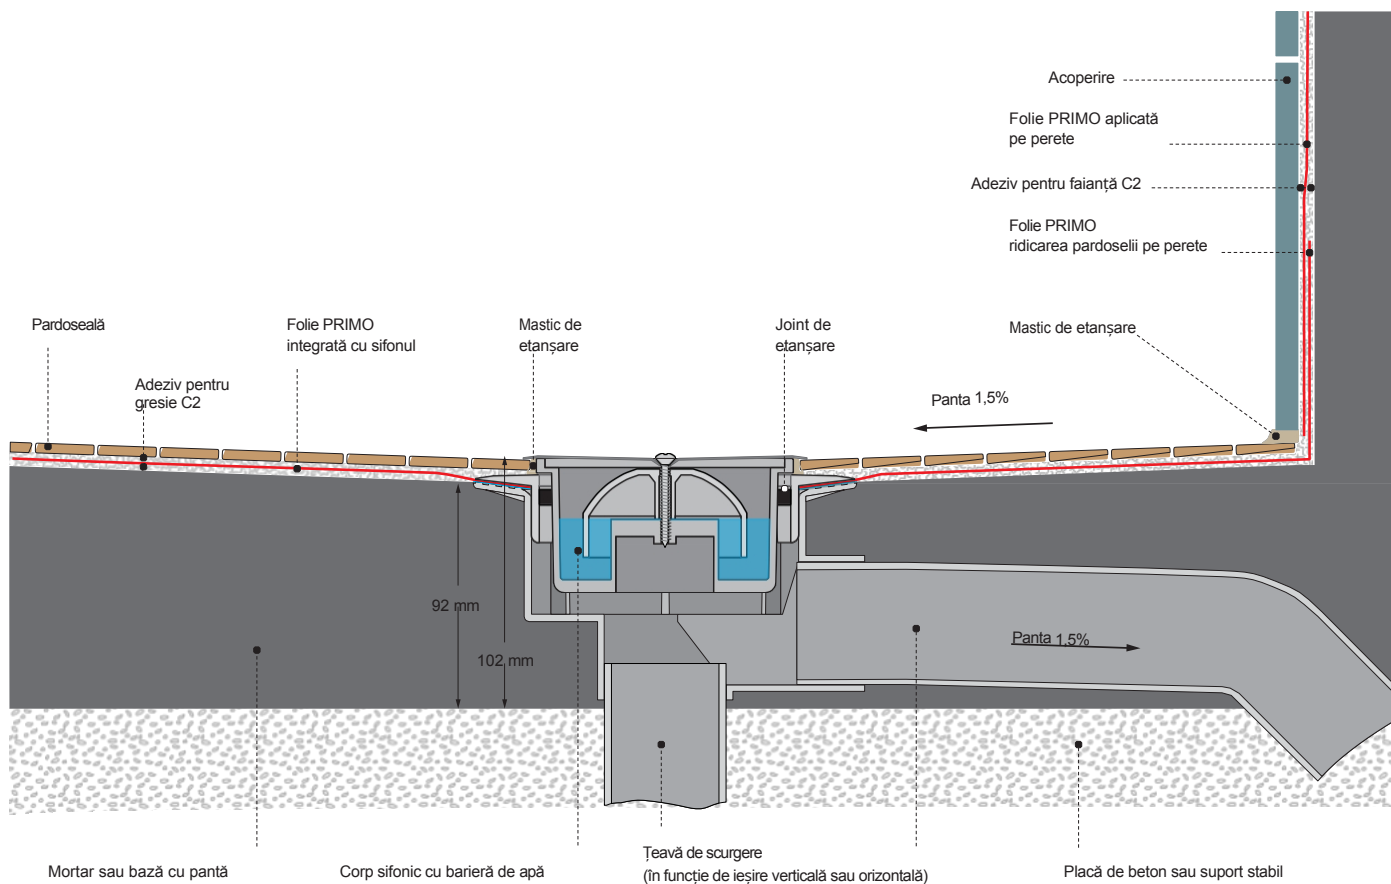 Acoperire
Folie PRIMO aplicată
pe perete
Adeziv pentru faianță C2
Folie PRIMO
ridicarea pardoselii pe perete
Pardoseală
Folie PRIMO
integrată cu sifonul
Mastic de
etanșare
Joint de
etanșare
Mastic de etanșare
Adeziv pentru
gresie C2
Panta 1,5%
92 mm
102 mm
Panta 1,5%
Mortar sau bază cu pantă
Corp sifonic cu barieră de apă
Țeavă de scurgere
(în funcție de ieșire verticală sau orizontală)
Placă de beton sau suport stabil